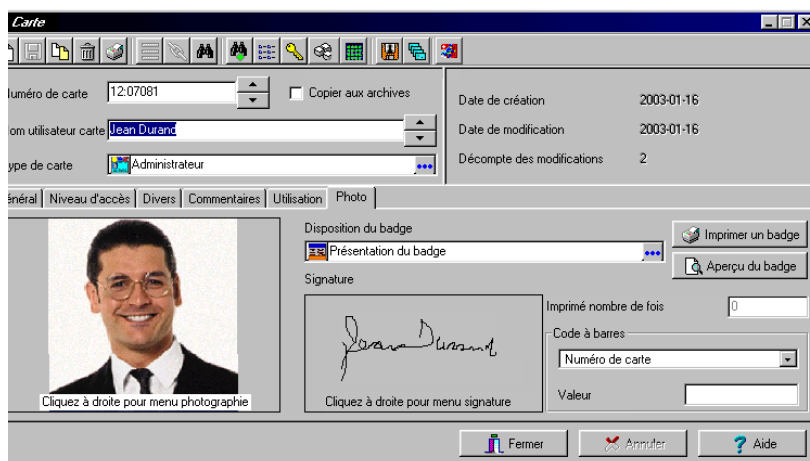 Carte
uméro de carte 12:07081 Copier aux archives
om utilisateur carte Jean Durand
ype de carte Administrateur
Date de création 2003-01-16
Date de modification 2003-01-16
Décompte des modifications 2
énéral Niveau d'accès Divers Commentaires Utilisation Photo
Disposition du badge
Présentation du badge
Imprimer un badge
Aperçu du badge
Signature
Jean Durand
Imprimé nombre de fois 0
Code à barres
Numéro de carte
Valeur
Cliquez à droite pour menu photographie
Cliquez à droite pour menu signature
Fermer Annuler Aide